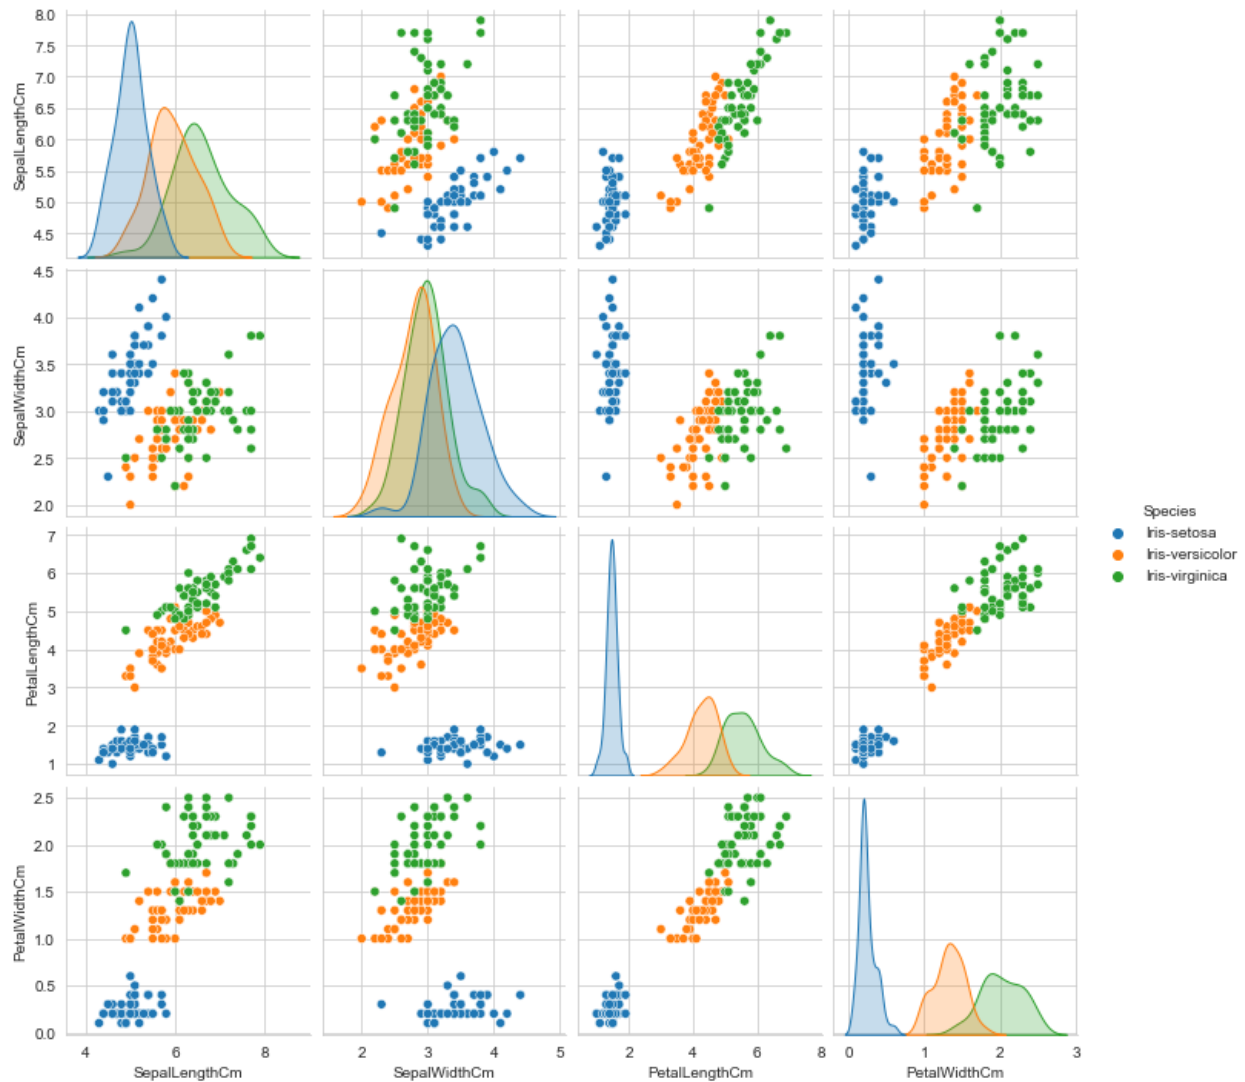 8.0
7.5
7.0
6.5
6.0
5.5
5.0
4.5
SepalLengthCm
4.5
4.0
3.5
3.0
2.5
2.0
SepalWidthCm
7
6
5
4
3
2
1
PetalLengthCm
2.5
2.0
1.5
1.0
0.5
0.0
PetalWidthCm
4 6 8
SepalLengthCm
2 3 4 5
SepalWidthCm
2 4 6 8
PetalLengthCm
0 1 2 3
PetalWidthCm
Species
Iris-setosa
Iris-versicolor
Iris-virginica